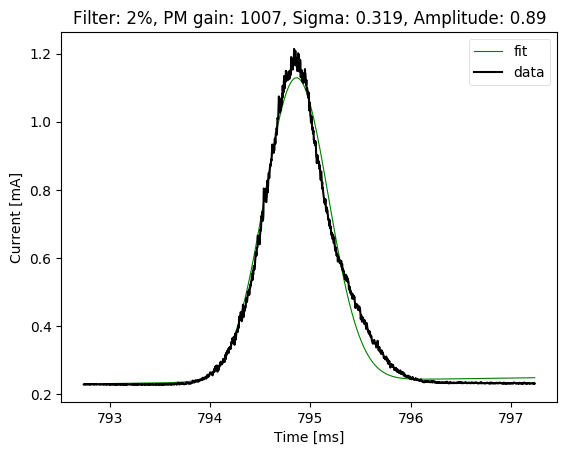 Filter: 2%, PM gain: 1007, Sigma: 0.319, Amplitude: 0.89
fit
data
1.2
1.0
0.8
0.6
0.4
0.2
Current [mA]
793 794 795 796 797
Time [ms]